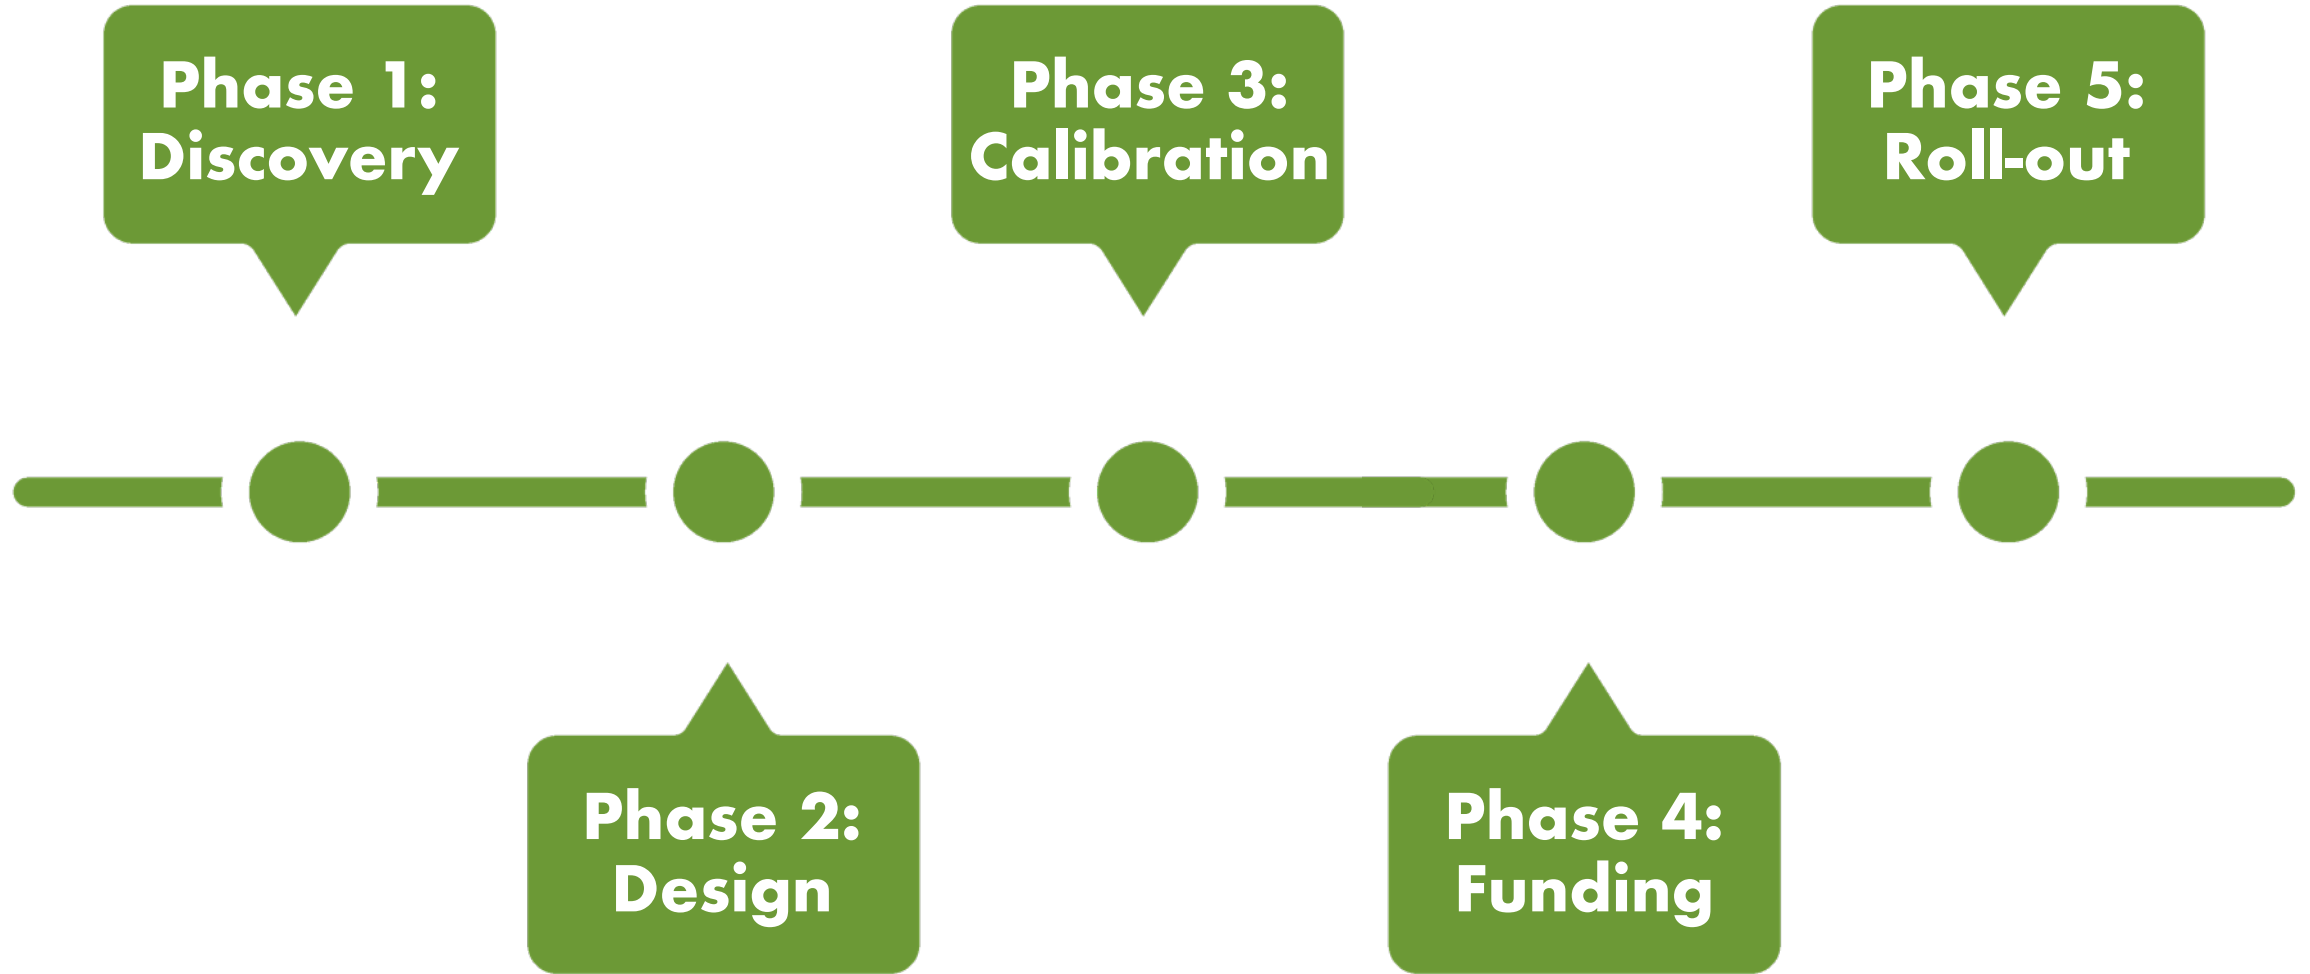 Phase 1:
Discovery
Phase 2:
Design
Phase 3:
Calibration
Phase 4:
Funding
Phase 5:
Roll-out